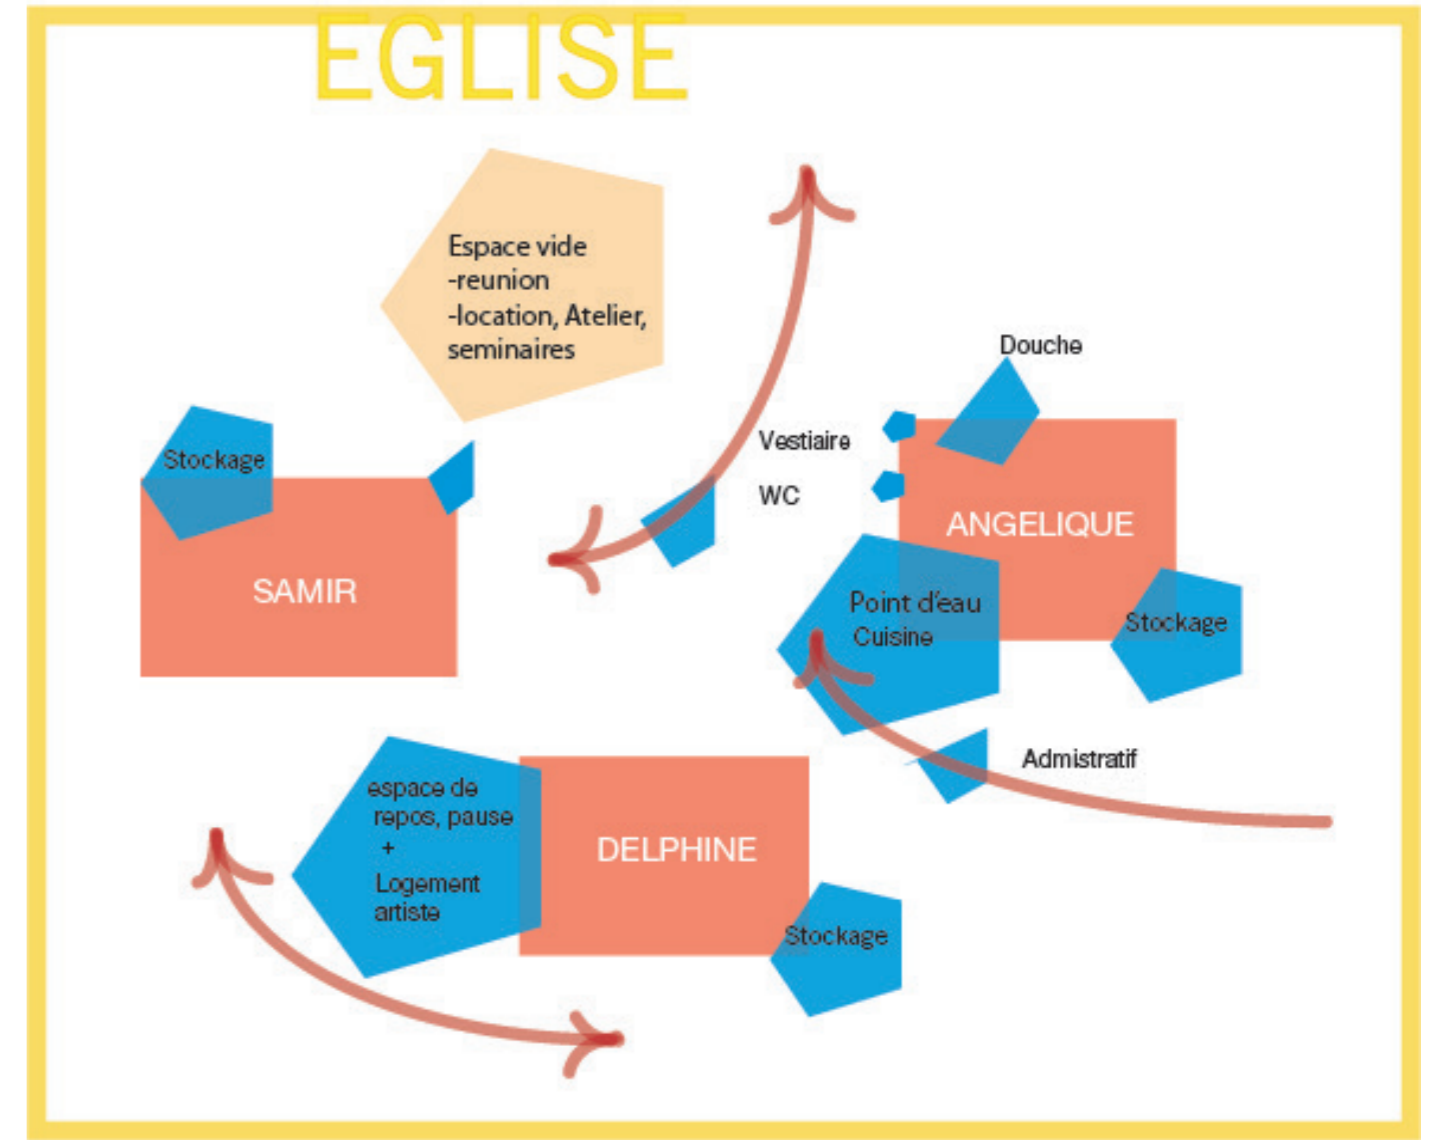 EGLISE
Espace vide
-reunion
-location, Atelier,
seminaires
Douche
Vestiaire
WC
Stockage
SAMIR
ANGELIQUE
Point d'eau
Cuisine
Stockage
Admistratif
espace de
repos, pause
+
Logement
artiste
DELPHINE
Stockage